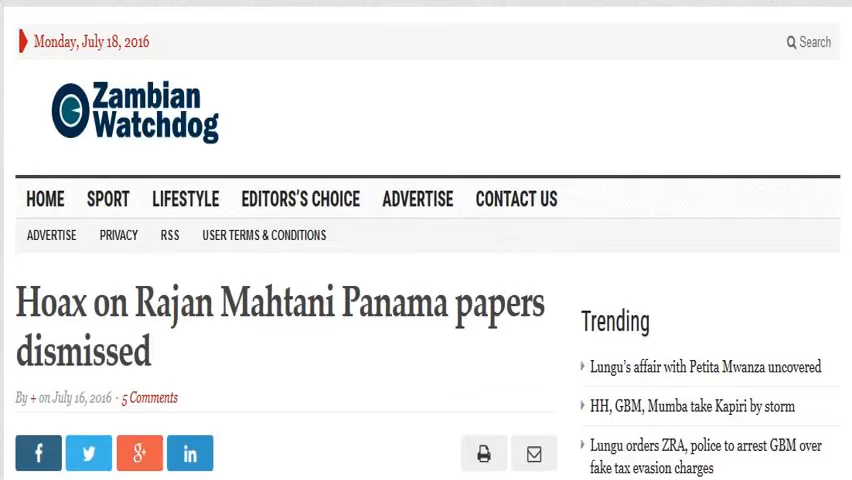 Monday, July 18, 2016
Search
Zambian
Watchdog
HOME SPORT LIFESTYLE EDITORS'S CHOICE ADVERTISE CONTACT US
ADVERTISE PRIVACY RSS USER TERMS & CONDITIONS
Hoax on Rajan Mahtani Panama papers
dismissed
By + on July 16, 2016 · 5 Comments
Trending
Lungu's affair with Petita Mwanza uncovered
HH, GBM, Mumba take Kapiri by storm
Lungu orders ZRA, police to arrest GBM over
fake tax evasion charges